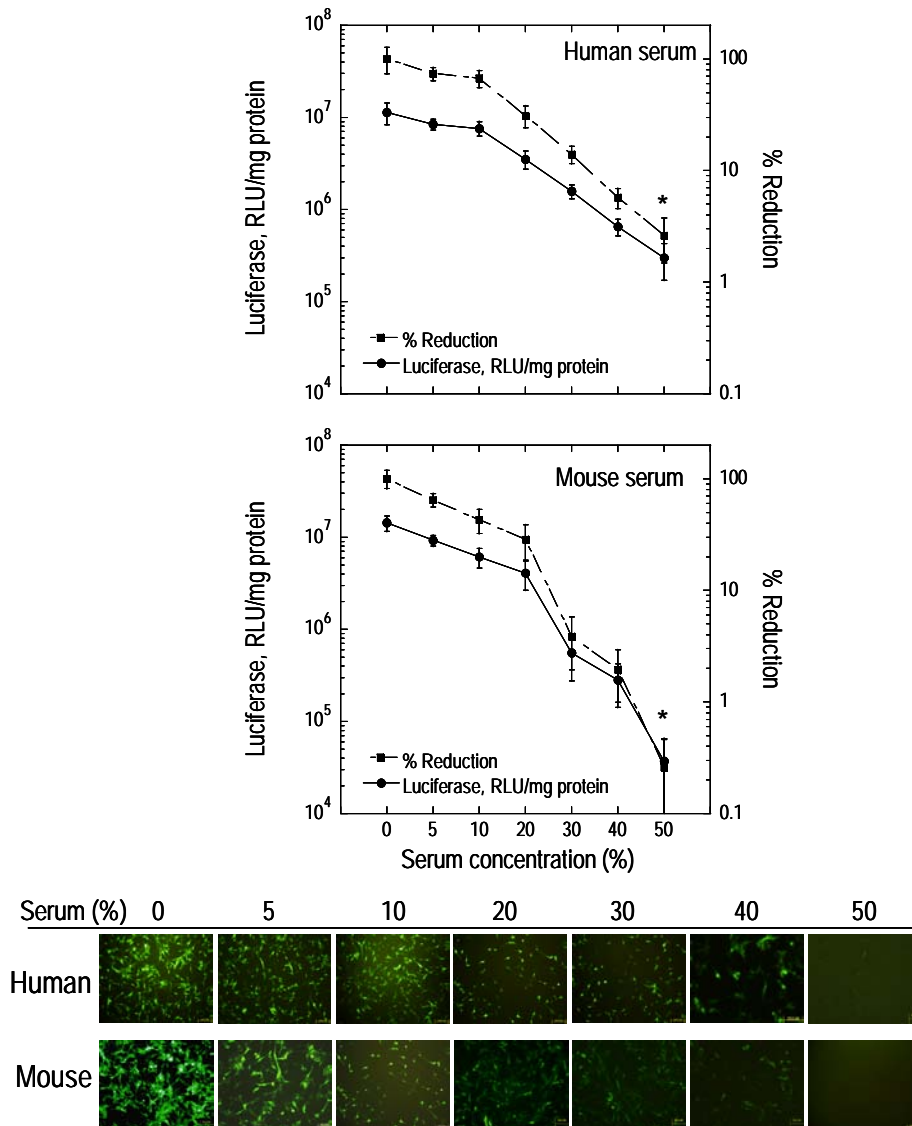 10⁸
Human serum
100
10⁷
10
10⁶
*
1
10⁵
% Reduction
Luciferase, RLU/mg protein
10⁴
0.1
Luciferase, RLU/mg protein
% Reduction
10⁸
Mouse serum
100
10⁷
10
10⁶
1
10⁵
*
% Reduction
Luciferase, RLU/mg protein
10⁴
0.1
Luciferase, RLU/mg protein
% Reduction
0 5 10 20 30 40 50
Serum concentration (%)
Serum (%) 0 5 10 20 30 40 50
Human
Mouse